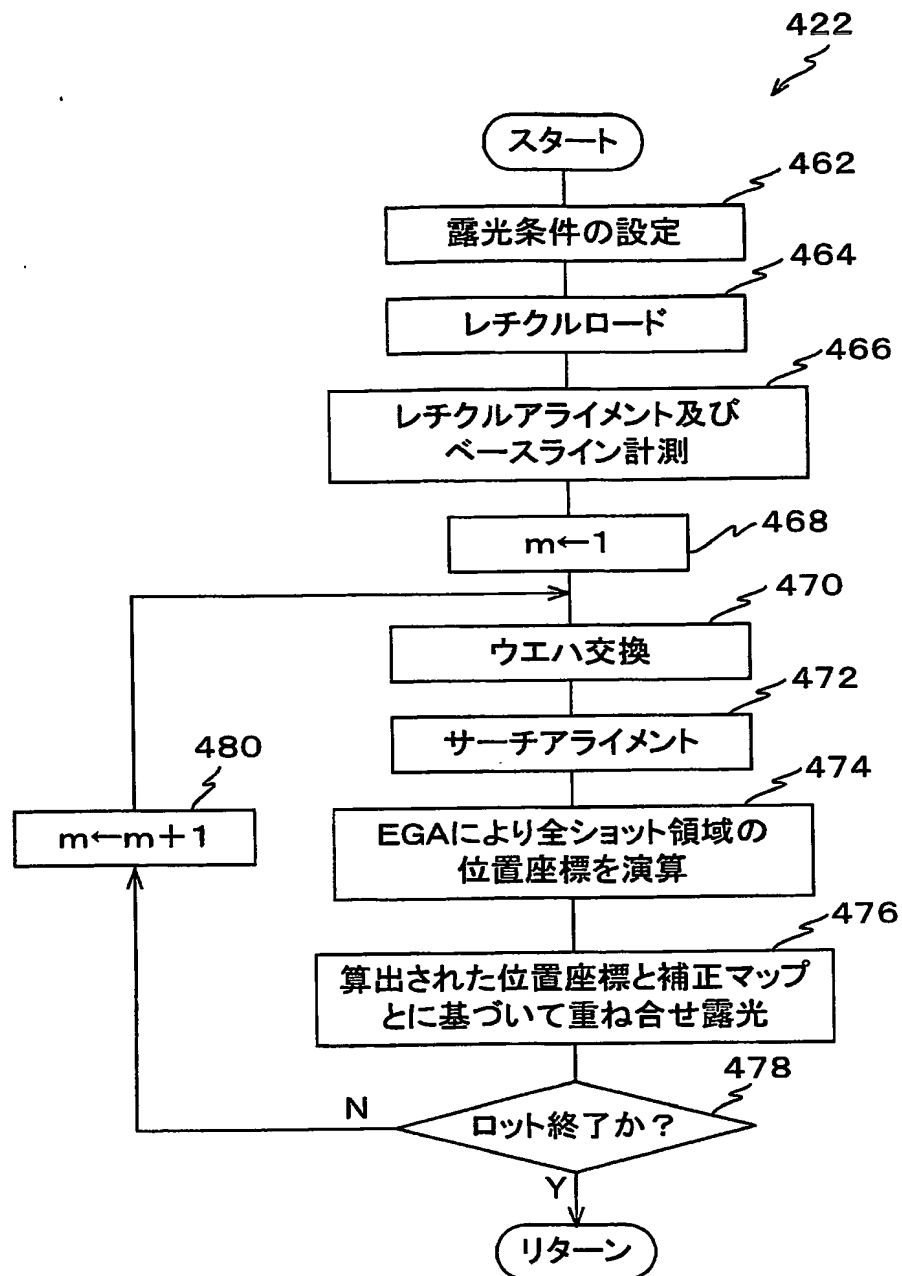 422
スタート
462
露光条件の設定
464
レチクルロード
466
レチクルアライメント及び
ベースライン計測
468
m←1
470
ウエハ交換
472
サーチアライメント
480
m←m+1
474
EGAにより全ショット領域の
位置座標を演算
476
算出された位置座標と補正マップ
とに基づいて重ね合せ露光
478
N
ロット終了か?
Y
リターン